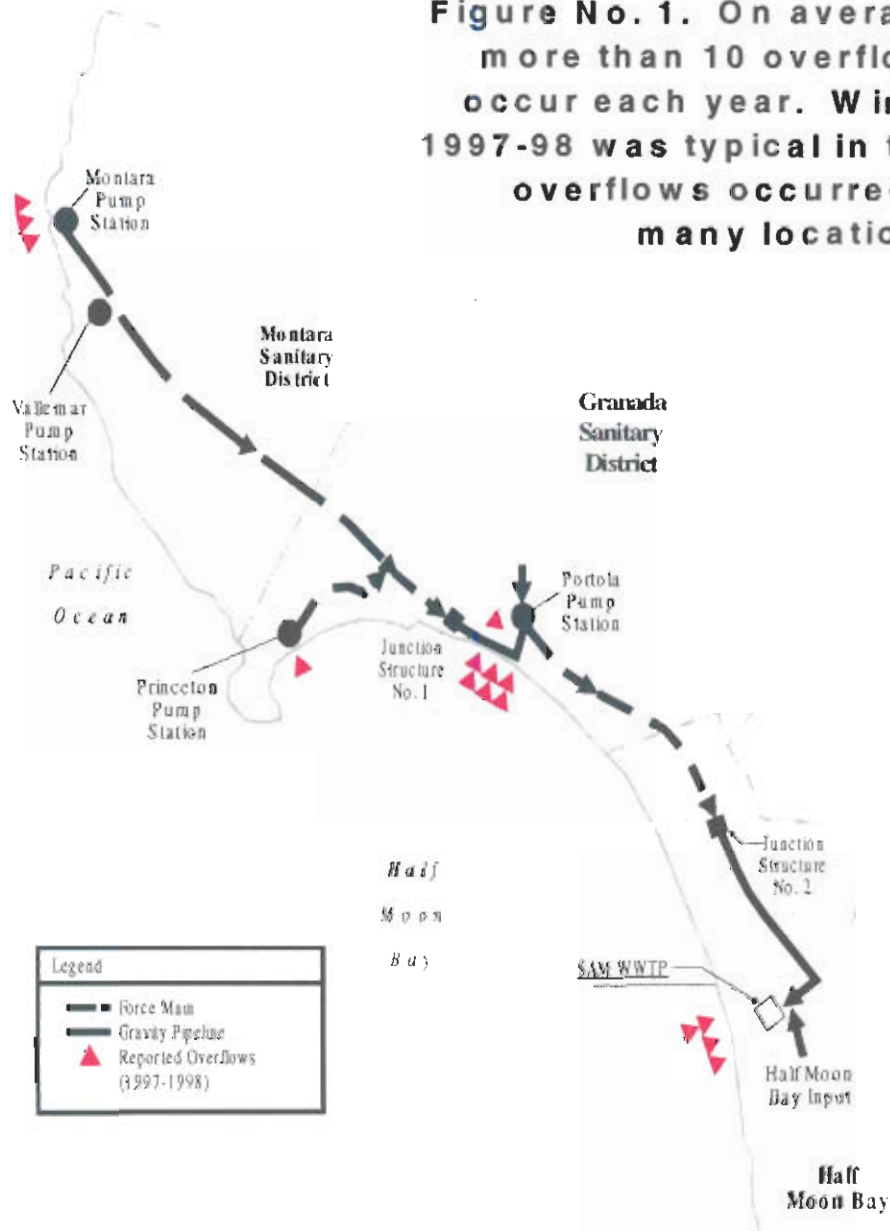 Figure No. 1. On avera
more than 10 overflo
occur each year. Win
1997-98 was typical in t
overflows occurre
many locatio
Montara
Pump
Station
Montara
Sanitary
District
Vallemar
Pump
Station
Granada
Sanitary
District
Pacific
Ocean
Portola
Pump
Station
Junction
Structure
No. 1
Princeton
Pump
Station
Junction
Structure
No. 2
Half
Moon
Bay
SAM WWTP
Legend
Force Main
Gravity Pipeline
Reported Overflows
(1997-1998)
Half Moon
Bay Input
Half
Moon Bay